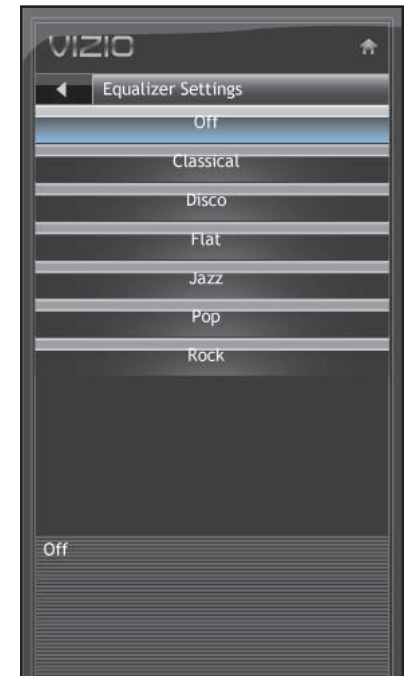 VIZIO
Equalizer Settings
Off
Classical
Disco
Flat
Jazz
Pop
Rock
Off